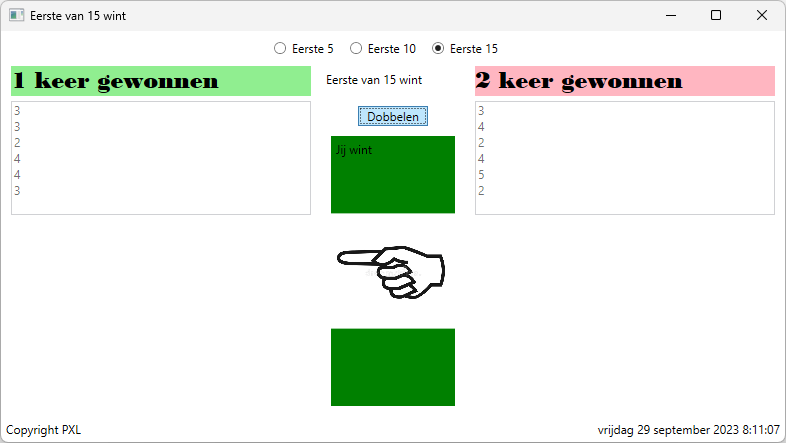 Eerste van 15 wint
Eerste 5
Eerste 10
Eerste 15
1 keer gewonnen
Eerste van 15 wint
2 keer gewonnen
Dobbelen
3
3
2
4
4
3
Jij wint
3
4
2
4
5
2
Copyright PXL
vrijdag 29 september 2023 8:11:07